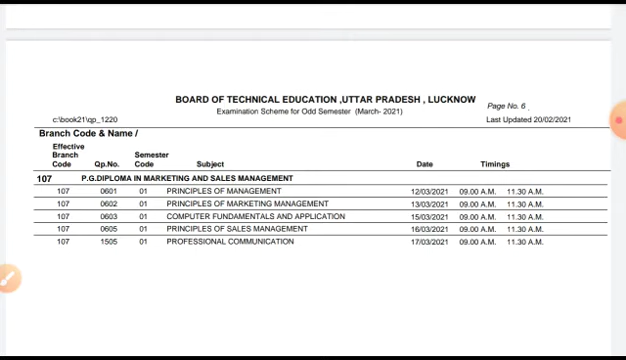 BOARD OF TECHNICAL EDUCATION ,UTTAR PRADESH , LUCKNOW
Page No. 6
Examination Scheme for Odd Semester (March- 2021)
c:\book21\qp_1220 Last Updated 20/02/2021
Branch Code & Name /
Effective
Branch Semester
Code Qp.No. Code Subject Date Timings
107 P.G.DIPLOMA IN MARKETING AND SALES MANAGEMENT
107 0601 01 PRINCIPLES OF MANAGEMENT 12/03/2021 09.00 A.M. 11.30 A.M.
107 0602 01 PRINCIPLES OF MARKETING MANAGEMENT 13/03/2021 09.00 A.M. 11.30 A.M.
107 0603 01 COMPUTER FUNDAMENTALS AND APPLICATION 15/03/2021 09.00 A.M. 11.30 A.M.
107 0605 01 PRINCIPLES OF SALES MANAGEMENT 16/03/2021 09.00 A.M. 11.30 A.M.
107 1505 01 PROFESSIONAL COMMUNICATION 17/03/2021 09.00 A.M. 11.30 A.M.